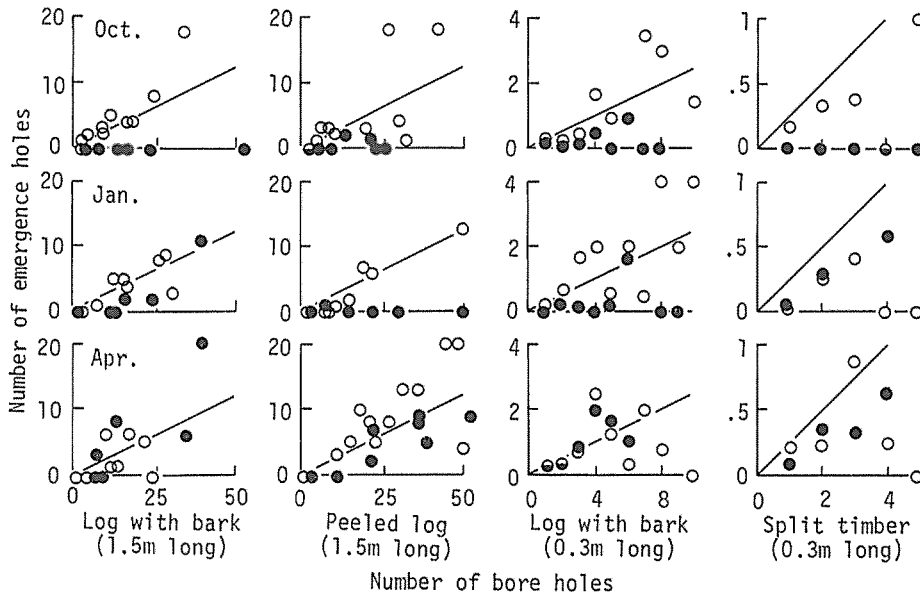 Number of emergence holes
20 20 4 1
Oct.
10 10 2 .5
0 0 0 0
20 20 4 1
Jan.
10 10 2 .5
0 0 0 0
20 20 4 1
Apr.
10 10 2 .5
0 0 0 0
0 25 50 0 25 50 0 4 8 0 2 4
Log with bark Peeled log Log with bark Split timber
(1.5m long) (1.5m long) (0.3m long) (0.3m long)
Number of bore holes